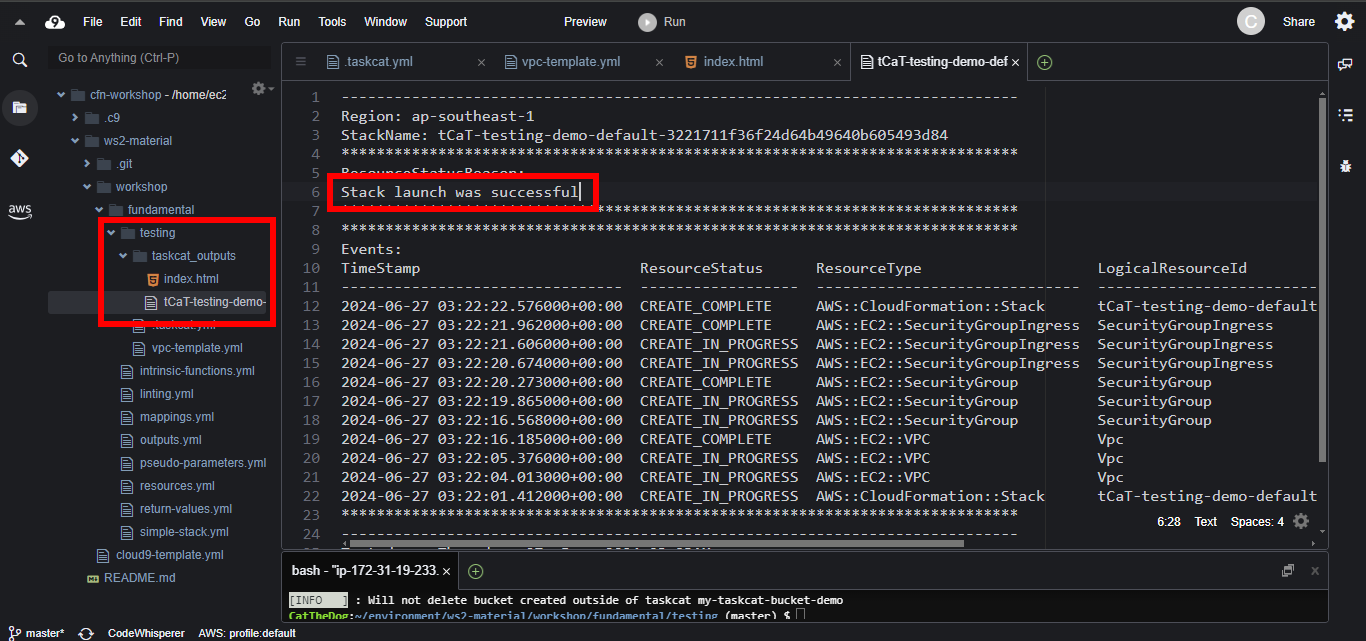 File Edit Find View Go Run Tools Window Support Preview Run C Share
Go to Anything (Ctrl-P)
.taskcat.yml × vpc-template.yml × index.html × tCaT-testing-demo-def ×
cfn-workshop - /home/ec2
.c9
ws2-material
.git
workshop
fundamental
testing
taskcat_outputs
index.html
tCaT-testing-demo-
.taskcat.yml
vpc-template.yml
intrinsic-functions.yml
linting.yml
mappings.yml
outputs.yml
pseudo-parameters.yml
resources.yml
return-values.yml
simple-stack.yml
cloud9-template.yml
README.md
aws
1 -----------------------------------------------------------------------------
2 Region: ap-southeast-1
3 StackName: tCaT-testing-demo-default-3221711f36f24d64b49640b605493d84
4 *****************************************************************************
5 ResourceStatusReason:
6 Stack launch was successful
7 *****************************************************************************
8 *****************************************************************************
9 Events:
10 TimeStamp ResourceStatus ResourceType LogicalResourceId
11 -------------------------------- ------------------ ------------------------------ -------------------------
12 2024-06-27 03:22:22.576000+00:00 CREATE_COMPLETE AWS::CloudFormation::Stack tCaT-testing-demo-default
13 2024-06-27 03:22:21.962000+00:00 CREATE_COMPLETE AWS::EC2::SecurityGroupIngress SecurityGroupIngress
14 2024-06-27 03:22:21.606000+00:00 CREATE_IN_PROGRESS AWS::EC2::SecurityGroupIngress SecurityGroupIngress
15 2024-06-27 03:22:20.674000+00:00 CREATE_IN_PROGRESS AWS::EC2::SecurityGroupIngress SecurityGroupIngress
16 2024-06-27 03:22:20.273000+00:00 CREATE_COMPLETE AWS::EC2::SecurityGroup SecurityGroup
17 2024-06-27 03:22:19.865000+00:00 CREATE_IN_PROGRESS AWS::EC2::SecurityGroup SecurityGroup
18 2024-06-27 03:22:16.568000+00:00 CREATE_IN_PROGRESS AWS::EC2::SecurityGroup SecurityGroup
19 2024-06-27 03:22:16.185000+00:00 CREATE_COMPLETE AWS::EC2::VPC Vpc
20 2024-06-27 03:22:05.376000+00:00 CREATE_IN_PROGRESS AWS::EC2::VPC Vpc
21 2024-06-27 03:22:04.013000+00:00 CREATE_IN_PROGRESS AWS::EC2::VPC Vpc
22 2024-06-27 03:22:01.412000+00:00 CREATE_IN_PROGRESS AWS::CloudFormation::Stack tCaT-testing-demo-default
23 *****************************************************************************
24 -----------------------------------------------------------------------------
6:28 Text Spaces: 4
bash - "ip-172-31-19-233. ×
[INFO ] : Will not delete bucket created outside of taskcat my-taskcat-bucket-demo
CatTheDog:~/environment/ws2-material/workshop/fundamental/testing (master) $
master* CodeWhisperer AWS: profile:default